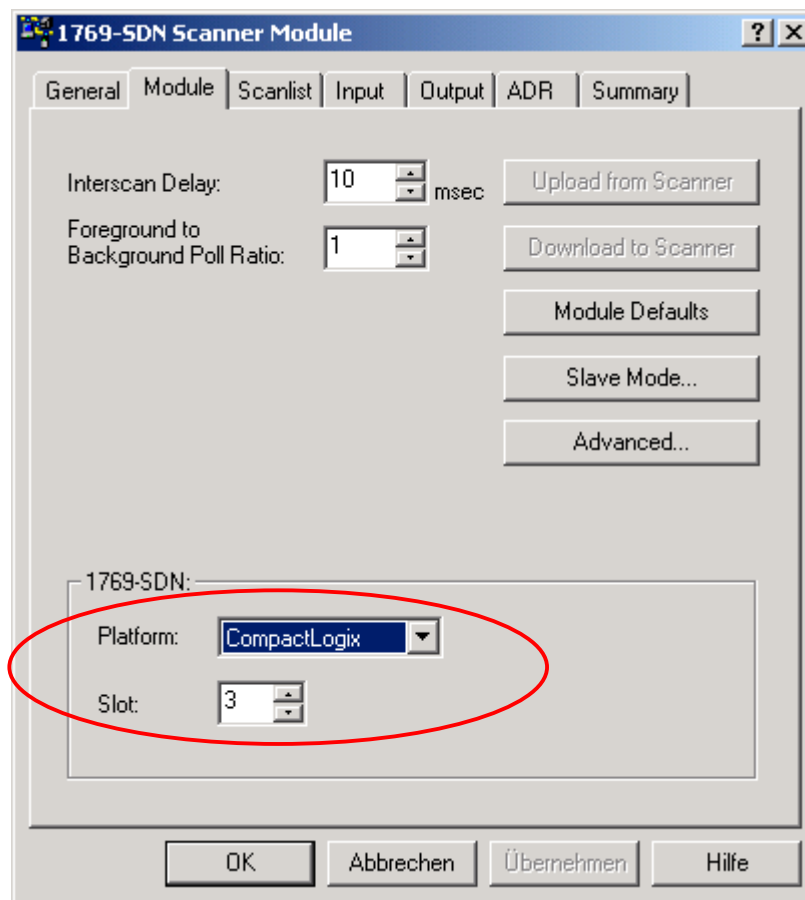 1769-SDN Scanner Module
General Module Scanlist Input Output ADR Summary
Interscan Delay: 10 msec Upload from Scanner
Foreground to
Background Poll Ratio: 1 Download to Scanner
Module Defaults
Slave Mode...
Advanced...
1769-SDN:
Platform: CompactLogix
Slot: 3
OK Abbrechen Übernehmen Hilfe